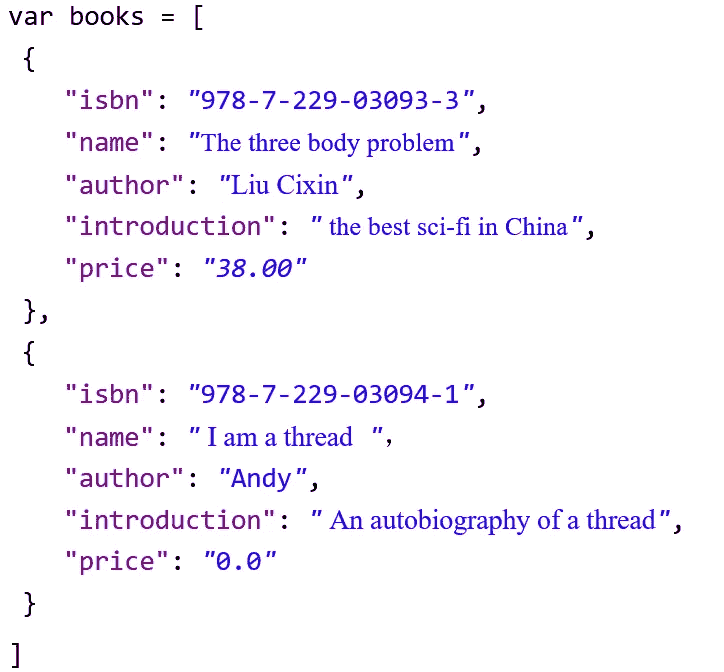 var books = [
{
"isbn": "978-7-229-03093-3",
"name": "The three body problem",
"author": "Liu Cixin",
"introduction": " the best sci-fi in China",
"price": "38.00"
},
{
"isbn": "978-7-229-03094-1",
"name": " I am a thread  ",
"author": "Andy",
"introduction": " An autobiography of a thread",
"price": "0.0"
}
]